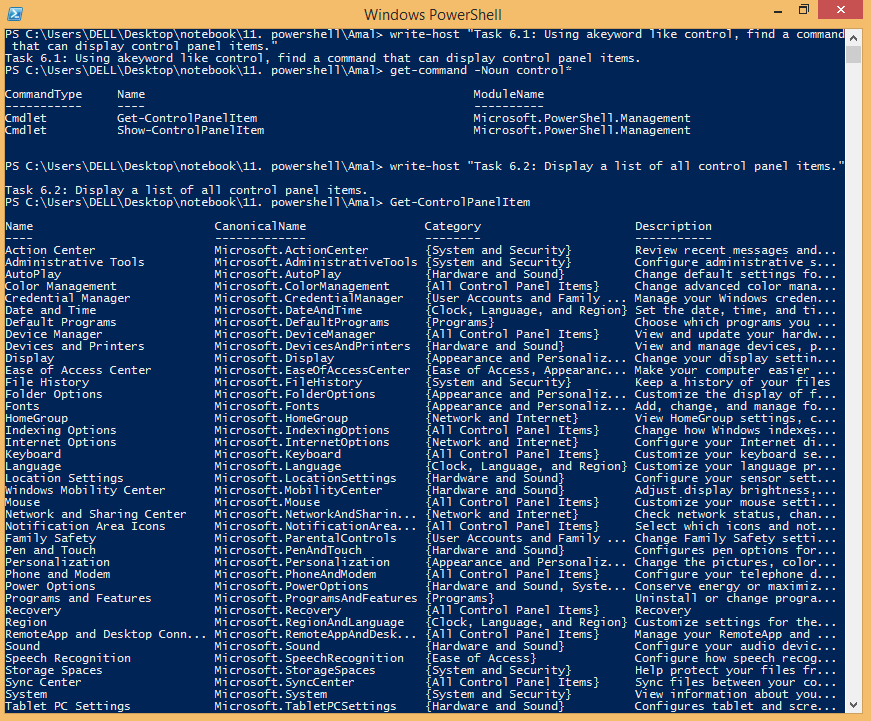 Windows PowerShell
PS C:\Users\DELL\Desktop\notebook\11. powershell\Amal> write-host "Task 6.1: Using akeyword like control, find a command
 that can display control panel items."
Task 6.1: Using akeyword like control, find a command that can display control panel items.
PS C:\Users\DELL\Desktop\notebook\11. powershell\Amal> get-command -Noun control*
CommandType     Name                                               ModuleName
-----------     ----                                               ----------
Cmdlet          Get-ControlPanelItem                               Microsoft.PowerShell.Management
Cmdlet          Show-ControlPanelItem                              Microsoft.PowerShell.Management
PS C:\Users\DELL\Desktop\notebook\11. powershell\Amal> write-host "Task 6.2: Display a list of all control panel items."
Task 6.2: Display a list of all control panel items.
PS C:\Users\DELL\Desktop\notebook\11. powershell\Amal> Get-ControlPanelItem
Name                          CanonicalName                 Category                      Description
----                          -------------                 --------                      -----------
Action Center                 Microsoft.ActionCenter        {System and Security}         Review recent messages and...
Administrative Tools          Microsoft.AdministrativeTools {System and Security}         Configure administrative s...
AutoPlay                      Microsoft.AutoPlay            {Hardware and Sound}          Change default settings fo...
Color Management              Microsoft.ColorManagement     {All Control Panel Items}     Change advanced color mana...
Credential Manager            Microsoft.CredentialManager   {User Accounts and Family ... Manage your Windows creden...
Date and Time                 Microsoft.DateAndTime         {Clock, Language, and Region} Set the date, time, and ti...
Default Programs              Microsoft.DefaultPrograms     {Programs}                    Choose which programs you ...
Device Manager                Microsoft.DeviceManager       {All Control Panel Items}     View and update your hardw...
Devices and Printers          Microsoft.DevicesAndPrinters  {Hardware and Sound}          View and manage devices, p...
Display                       Microsoft.Display             {Appearance and Personaliz... Change your display settin...
Ease of Access Center         Microsoft.EaseOfAccessCenter  {Ease of Access, Appearanc... Make your computer easier ...
File History                  Microsoft.FileHistory         {System and Security}         Keep a history of your files
Folder Options                Microsoft.FolderOptions       {Appearance and Personaliz... Customize the display of f...
Fonts                         Microsoft.Fonts               {Appearance and Personaliz... Add, change, and manage fo...
HomeGroup                     Microsoft.HomeGroup           {Network and Internet}        View HomeGroup settings, c...
Indexing Options              Microsoft.IndexingOptions     {All Control Panel Items}     Change how Windows indexes...
Internet Options              Microsoft.InternetOptions     {Network and Internet}        Configure your Internet di...
Keyboard                      Microsoft.Keyboard            {All Control Panel Items}     Customize your keyboard se...
Language                      Microsoft.Language            {Clock, Language, and Region} Customize your language pr...
Location Settings             Microsoft.LocationSettings    {Hardware and Sound}          Configure your sensor sett...
Windows Mobility Center       Microsoft.MobilityCenter      {Hardware and Sound}          Adjust display brightness,...
Mouse                         Microsoft.Mouse               {All Control Panel Items}     Customize your mouse setti...
Network and Sharing Center    Microsoft.NetworkAndSharin... {Network and Internet}        Check network status, chan...
Notification Area Icons       Microsoft.NotificationArea... {All Control Panel Items}     Select which icons and not...
Family Safety                 Microsoft.ParentalControls    {User Accounts and Family ... Change Family Safety setti...
Pen and Touch                 Microsoft.PenAndTouch         {Hardware and Sound}          Configures pen options for...
Personalization               Microsoft.Personalization     {Appearance and Personaliz... Change the pictures, color...
Phone and Modem               Microsoft.PhoneAndModem       {All Control Panel Items}     Configure your telephone d...
Power Options                 Microsoft.PowerOptions        {Hardware and Sound, Syste... Conserve energy or maximiz...
Programs and Features         Microsoft.ProgramsAndFeatures {Programs}                    Uninstall or change progra...
Recovery                      Microsoft.Recovery            {All Control Panel Items}     Recovery
Region                        Microsoft.RegionAndLanguage   {Clock, Language, and Region} Customize settings for the...
RemoteApp and Desktop Conn... Microsoft.RemoteAppAndDesk... {All Control Panel Items}     Manage your RemoteApp and ...
Sound                         Microsoft.Sound               {Hardware and Sound}          Configure your audio devic...
Speech Recognition            Microsoft.SpeechRecognition   {Ease of Access}              Configure how speech recog...
Storage Spaces                Microsoft.StorageSpaces       {System and Security}         Help protect your files fr...
Sync Center                   Microsoft.SyncCenter          {All Control Panel Items}     Sync files between your co...
System                        Microsoft.System              {System and Security}         View information about you...
Tablet PC Settings            Microsoft.TabletPCSettings    {Hardware and Sound}          Configures tablet and scre...